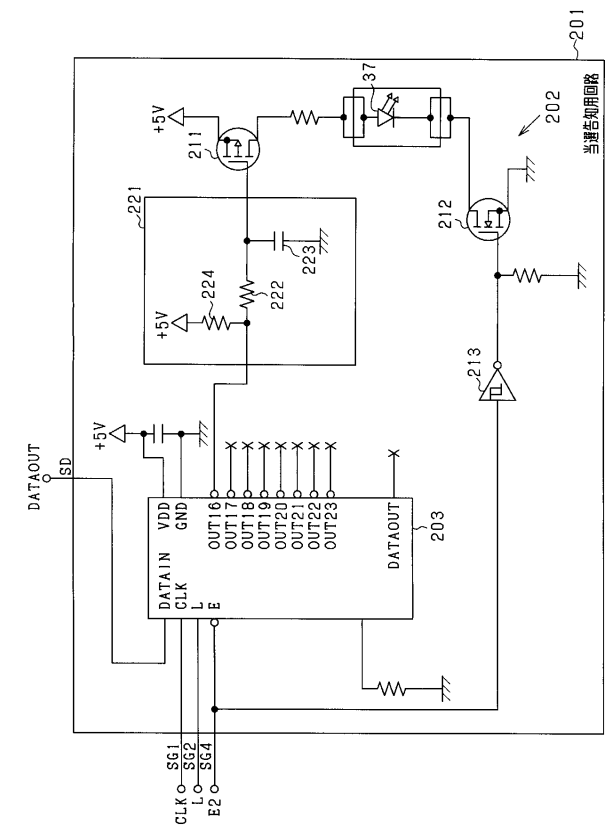 201
当選告知用回路
202
+5V
211
37
212
221
+5V
224
222
223
213
+5V
DATAOUT
SD
VDD
GND
OUT16
OUT17
OUT18
OUT19
OUT20
OUT21
OUT22
OUT23
DATAOUT
203
DATAIN
CLK
L
E
SG1
SG2
SG4
CLK
L
E2